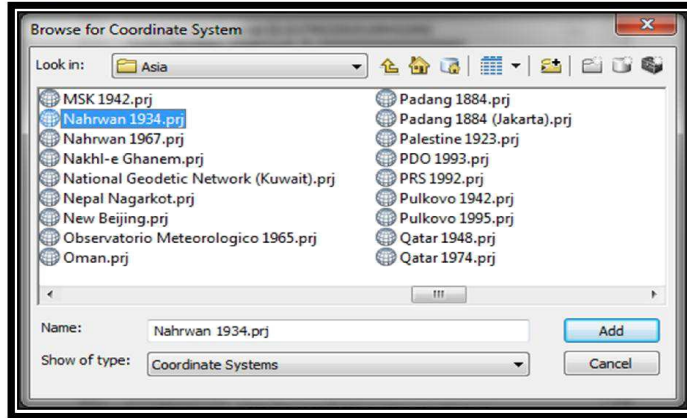 Browse for Coordinate System
Look in: Asia
MSK 1942.prj
Nahrwan 1934.prj
Nahrwan 1967.prj
Nakhl-e Ghanem.prj
National Geodetic Network (Kuwait).prj
Nepal Nagarkot.prj
New Beijing.prj
Observatorio Meteorologico 1965.prj
Oman.prj
Padang 1884.prj
Padang 1884 (Jakarta).prj
Palestine 1923.prj
PDO 1993.prj
PRS 1992.prj
Pulkovo 1942.prj
Pulkovo 1995.prj
Qatar 1948.prj
Qatar 1974.prj
Name: Nahrwan 1934.prj Add
Show of type: Coordinate Systems Cancel